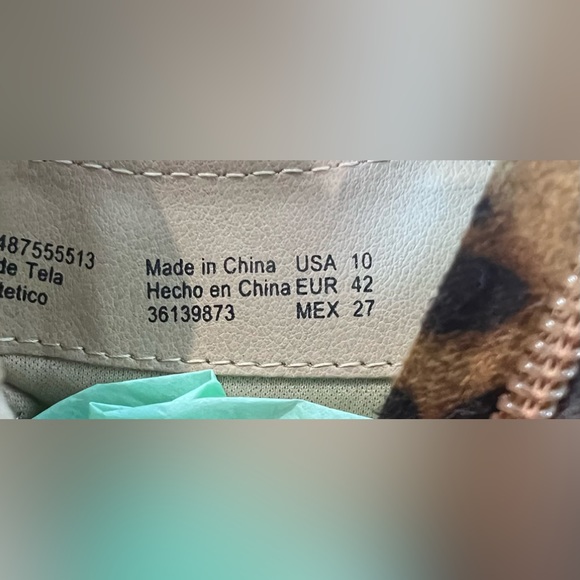 487555513
de Tela
tetico
Made in China USA 10
Hecho en China EUR 42
36139873 MEX 27